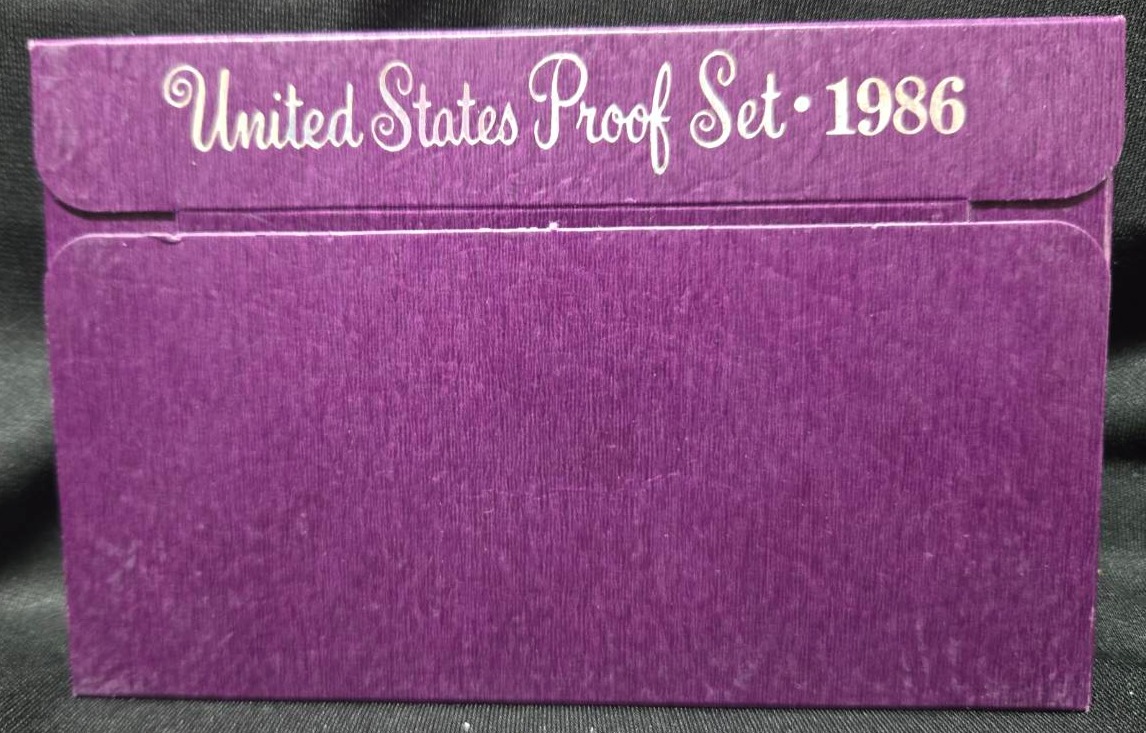 United States Proof Set • 1986